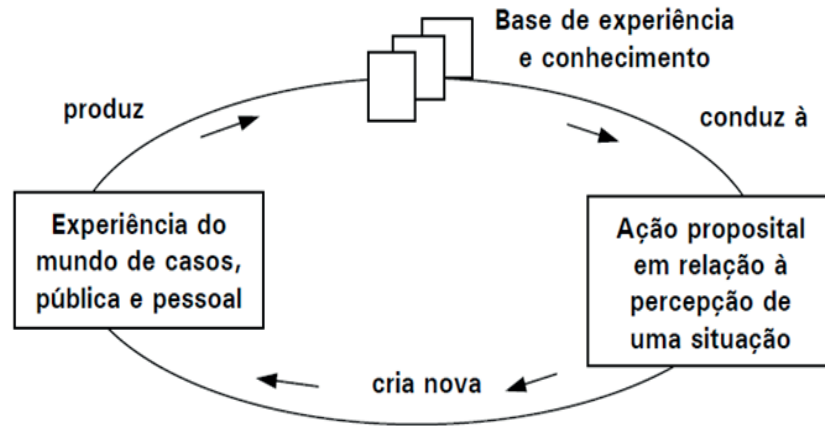 Base de experiência
e conhecimento
produz
conduz à
Experiência do
mundo de casos,
pública e pessoal
Ação proposital
em relação à
percepção de
uma situação
cria nova